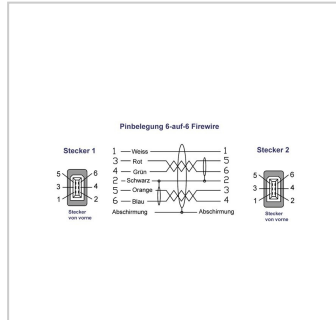 Pinbelegung 6-auf-6 Firewire
Stecker 1
Stecker 2
1 Weiss 1
3 Rot 5
4 Grün 6
2 Schwarz 2
5 Orange 3
6 Blau 4
Abschirmung Abschirmung
5 6
3 4
1 2
Stecker
von vorne
5 6
3 4
1 2
Stecker
von vorne